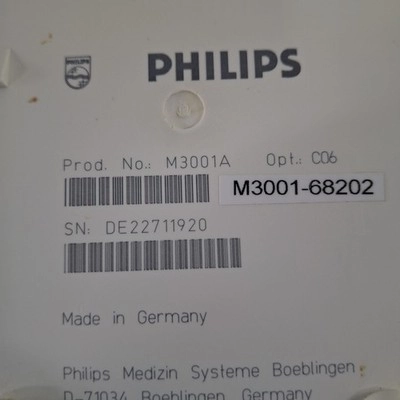 PHILIPS
Prod. No.: M3001A Opt.: C06
M3001-68202
SN: DE22711920
Made in Germany
Philips Medizin Systeme Boeblingen
D-71034 Boeblingen, Germany